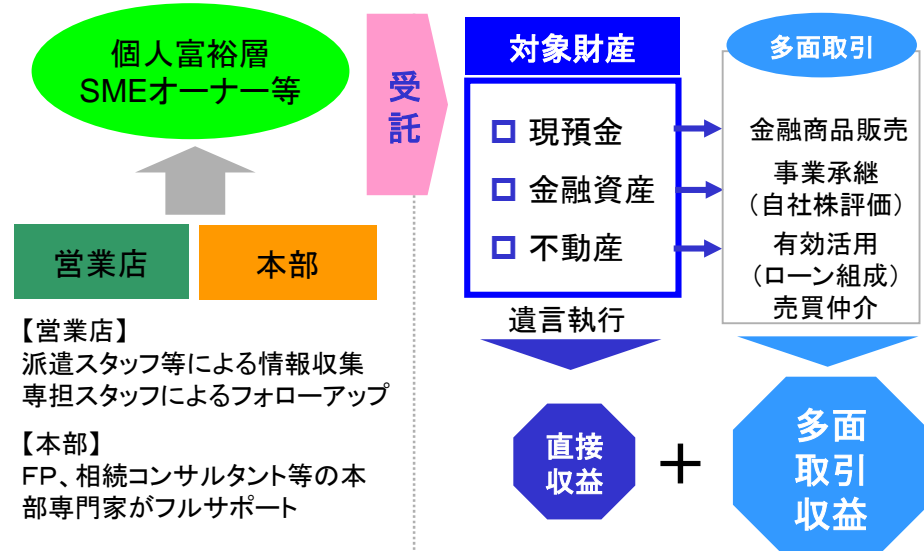 個人富裕層
SMEオーナー等
営業店
本部
【営業店】
派遣スタッフ等による情報収集
専担スタッフによるフォローアップ
【本部】
FP、相続コンサルタント等の本
部専門家がフルサポート
受
託
対象財産
現預金
金融資産
不動産
遺言執行
直接
収益
＋
多面取引
金融商品販売
事業承継
（自社株評価）
有効活用
（ローン組成）
売買仲介
多面
取引
収益